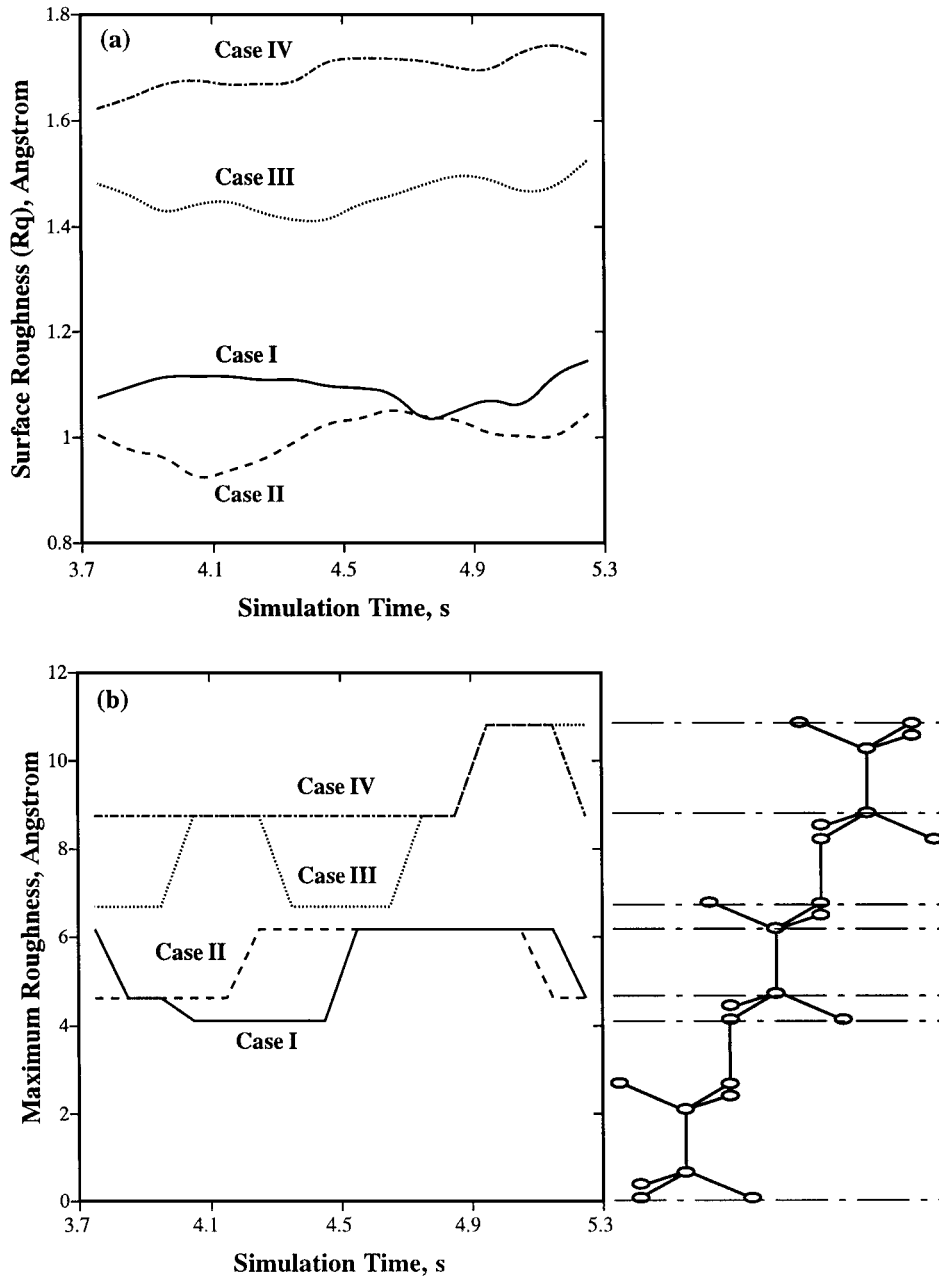 (a)
Surface Roughness (Rq), Angstrom
1.8
1.6
1.4
1.2
1
0.8
Case IV
Case III
Case I
Case II
3.7
4.1
4.5
4.9
5.3
Simulation Time, s
(b)
Maximum Roughness, Angstrom
12
10
8
6
4
2
0
Case IV
Case III
Case II
Case I
3.7
4.1
4.5
4.9
5.3
Simulation Time, s